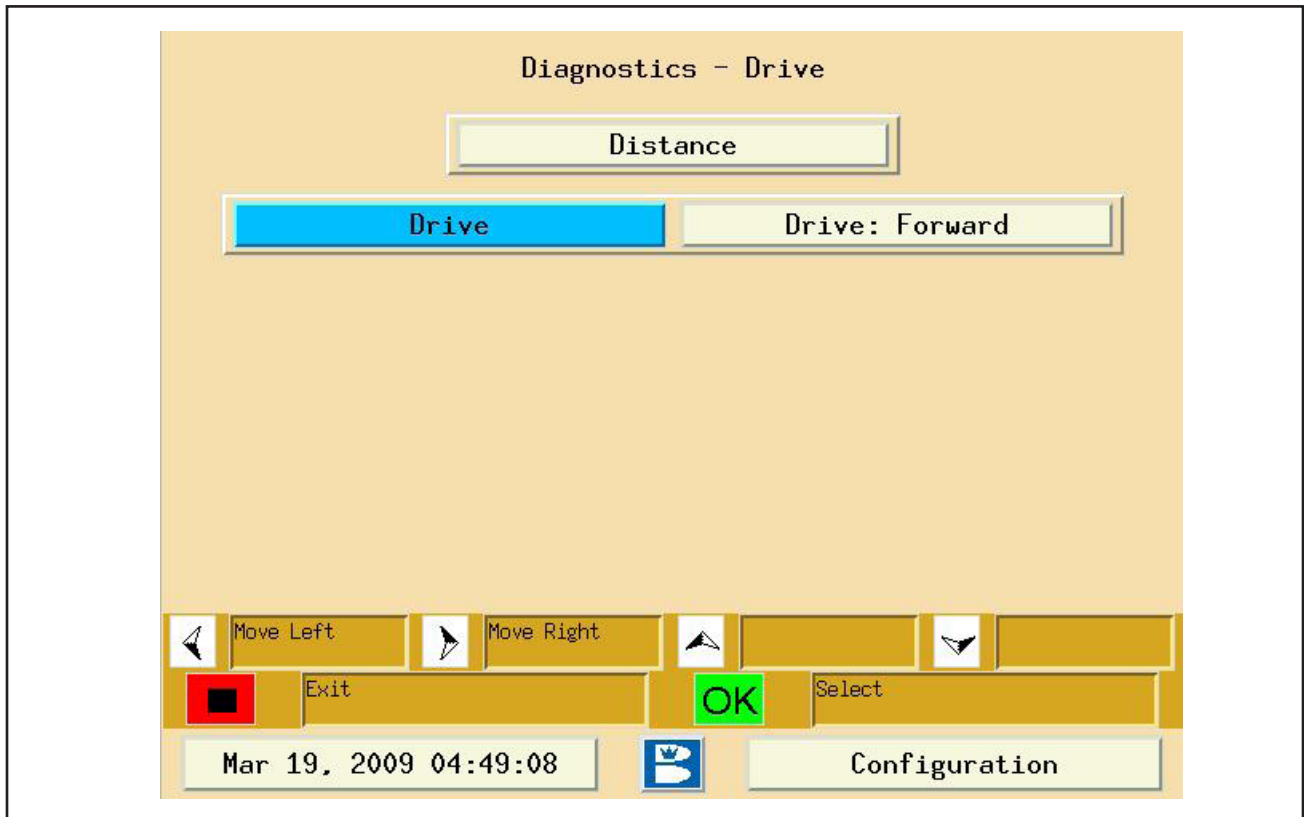 Diagnostics - Drive
Distance
Drive Drive: Forward
Move Left Move Right
Exit OK Select
Mar 19, 2009 04:49:08 B Configuration